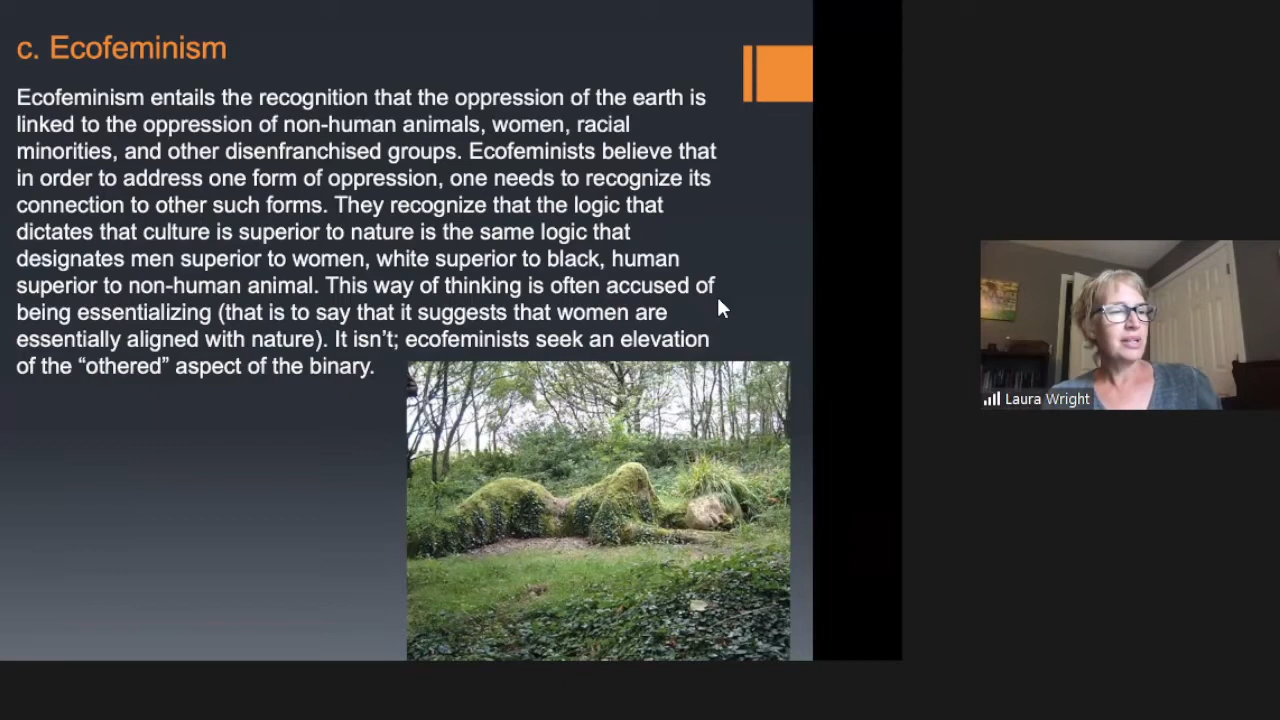 c. Ecofeminism
Ecofeminism entails the recognition that the oppression of the earth is
linked to the oppression of non-human animals, women, racial
minorities, and other disenfranchised groups. Ecofeminists believe that
in order to address one form of oppression, one needs to recognize its
connection to other such forms. They recognize that the logic that
dictates that culture is superior to nature is the same logic that
designates men superior to women, white superior to black, human
superior to non-human animal. This way of thinking is often accused of
being essentializing (that is to say that it suggests that women are
essentially aligned with nature). It isn’t; ecofeminists seek an elevation
of the “othered” aspect of the binary.
Laura Wright